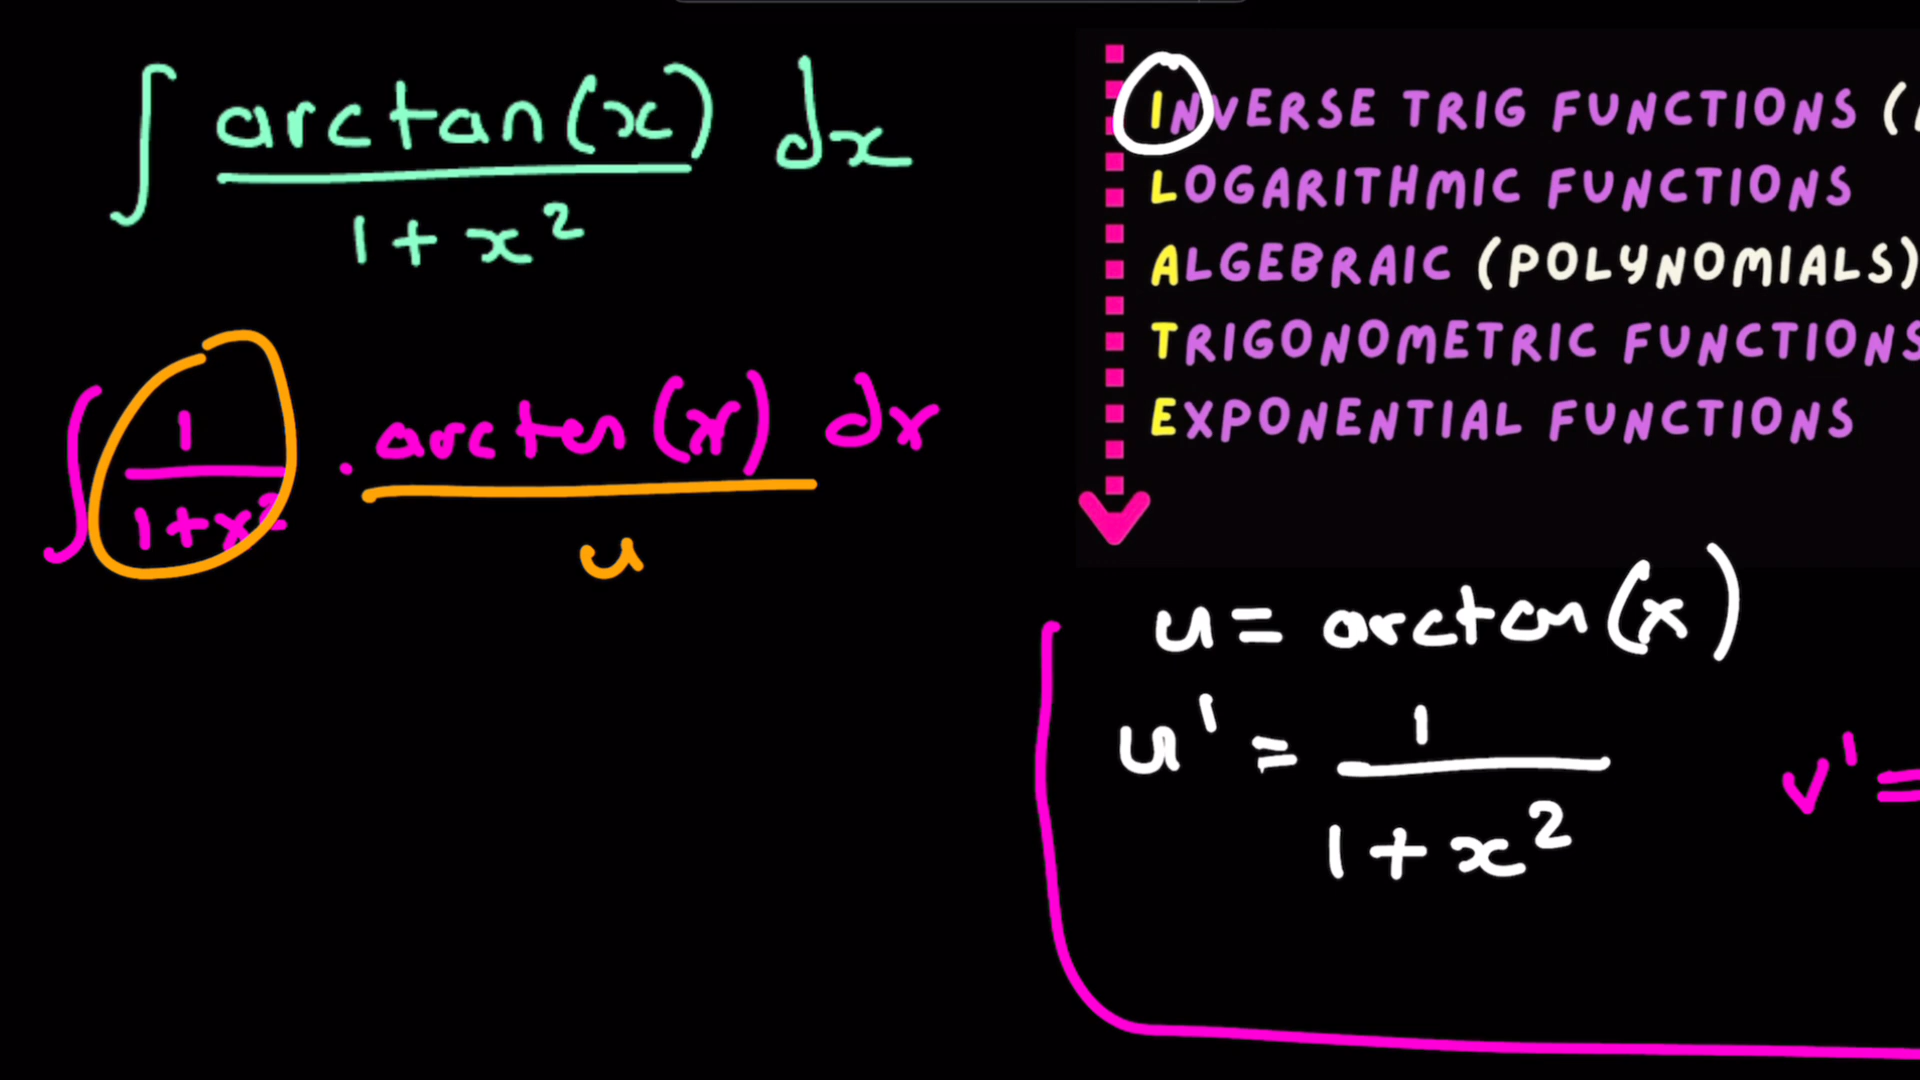 ∫ arctan(x) / 1+x² dx
∫ 1 / 1+x² · arctan(x) dx
u
INVERSE TRIG FUNCTIONS (
LOGARITHMIC FUNCTIONS
ALGEBRAIC (POLYNOMIALS)
TRIGONOMETRIC FUNCTIONS
EXPONENTIAL FUNCTIONS
u = arctan(x)
u' = 1 / 1+x²
v' =